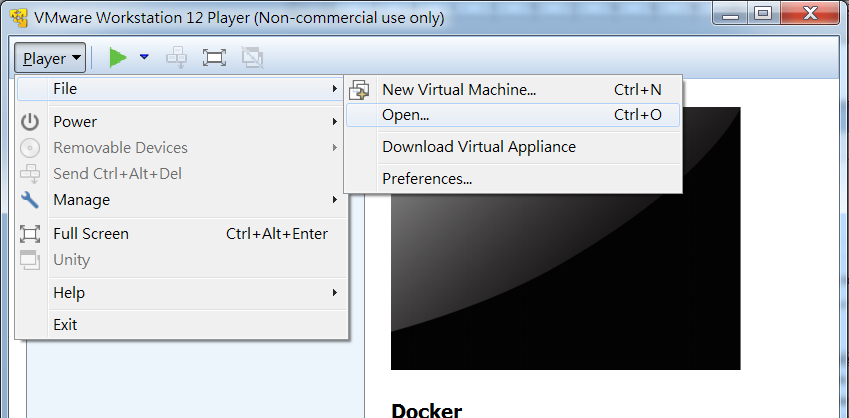 VMware Workstation 12 Player (Non-commercial use only)
Player
File
New Virtual Machine... Ctrl+N
Open... Ctrl+O
Power
Removable Devices
Download Virtual Appliance
Send Ctrl+Alt+Del
Preferences...
Manage
Full Screen Ctrl+Alt+Enter
Unity
Help
Exit
Docker